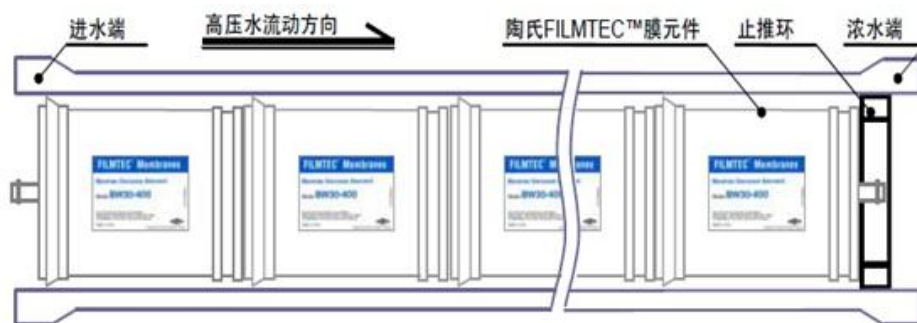 进水端
高压水流动方向
陶氏FILMTEC™膜元件
止推环
浓水端
FILMTEC Membranes
BW30-400
FILMTEC Membranes
BW30-400
FILMTEC Membranes
BW30-400
FILMTEC Membranes
BW30-400